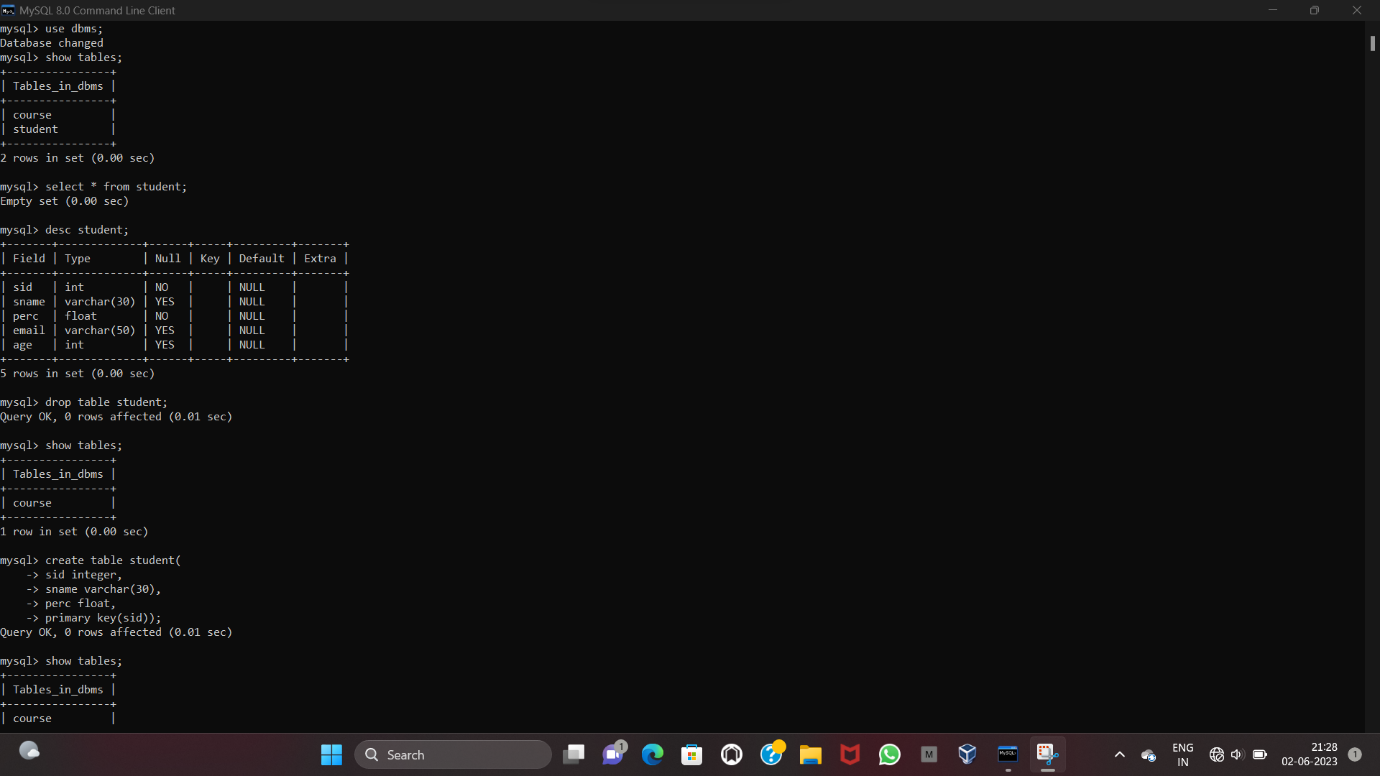 MySQL 8.0 Command Line Client
mysql> use dbms;
Database changed
mysql> show tables;
+----------------+
| Tables_in_dbms |
+----------------+
| course         |
| student        |
+----------------+
2 rows in set (0.00 sec)

mysql> select * from student;
Empty set (0.00 sec)

mysql> desc student;
+-------+-------------+------+-----+---------+-------+
| Field | Type        | Null | Key | Default | Extra |
+-------+-------------+------+-----+---------+-------+
| sid   | int         | NO   |     | NULL    |       |
| sname | varchar(30) | YES  |     | NULL    |       |
| perc  | float       | NO   |     | NULL    |       |
| email | varchar(50) | YES  |     | NULL    |       |
| age   | int         | YES  |     | NULL    |       |
+-------+-------------+------+-----+---------+-------+
5 rows in set (0.00 sec)

mysql> drop table student;
Query OK, 0 rows affected (0.01 sec)

mysql> show tables;
+----------------+
| Tables_in_dbms |
+----------------+
| course         |
+----------------+
1 row in set (0.00 sec)

mysql> create table student(
    -> sid integer,
    -> sname varchar(30),
    -> perc float,
    -> primary key(sid));
Query OK, 0 rows affected (0.01 sec)

mysql> show tables;
+----------------+
| Tables_in_dbms |
+----------------+
| course         |
Search
1
M
ENG
IN
21:28
02-06-2023
1